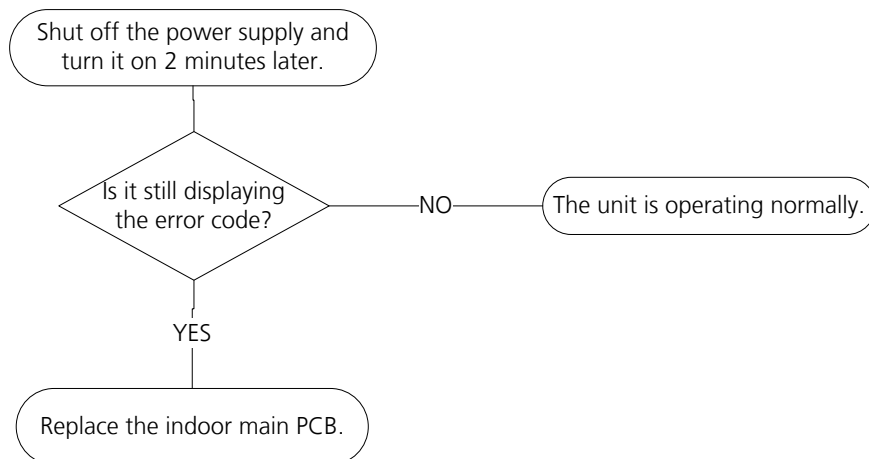 Shut off the power supply and
turn it on 2 minutes later.
Is it still displaying
the error code?
NO
The unit is operating normally.
YES
Replace the indoor main PCB.